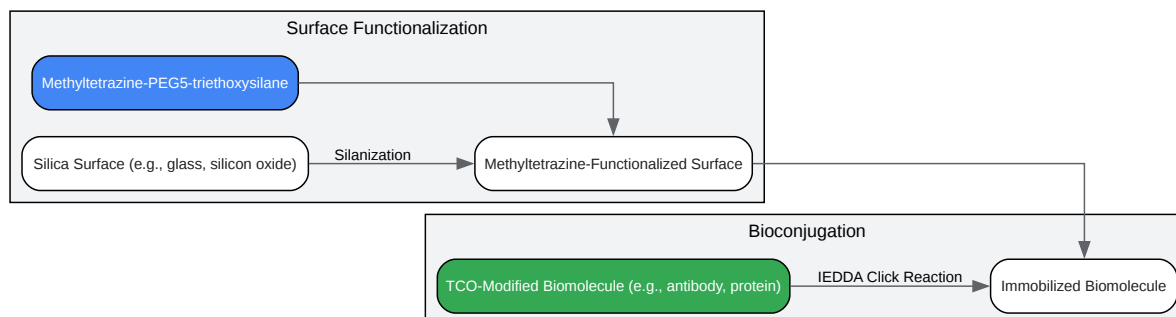 Surface Functionalization
Methyltetrazine-PEG5-triethoxysilane
Silica Surface (e.g., glass, silicon oxide)
Silanization
Methyltetrazine-Functionalized Surface
Bioconjugation
TCO-Modified Biomolecule (e.g., antibody, protein)
IEDDA Click Reaction
Immobilized Biomolecule